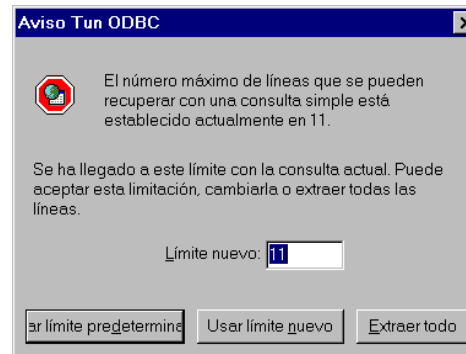 Aviso Tun ODBC
El número máximo de líneas que se pueden
recuperar con una consulta simple está
establecido actualmente en 11.
Se ha llegado a este límite con la consulta actual. Puede
aceptar esta limitación, cambiarla o extraer todas las
líneas.
Límite nuevo: 11
ar límite predetermina Usar límite nuevo Extraer todo